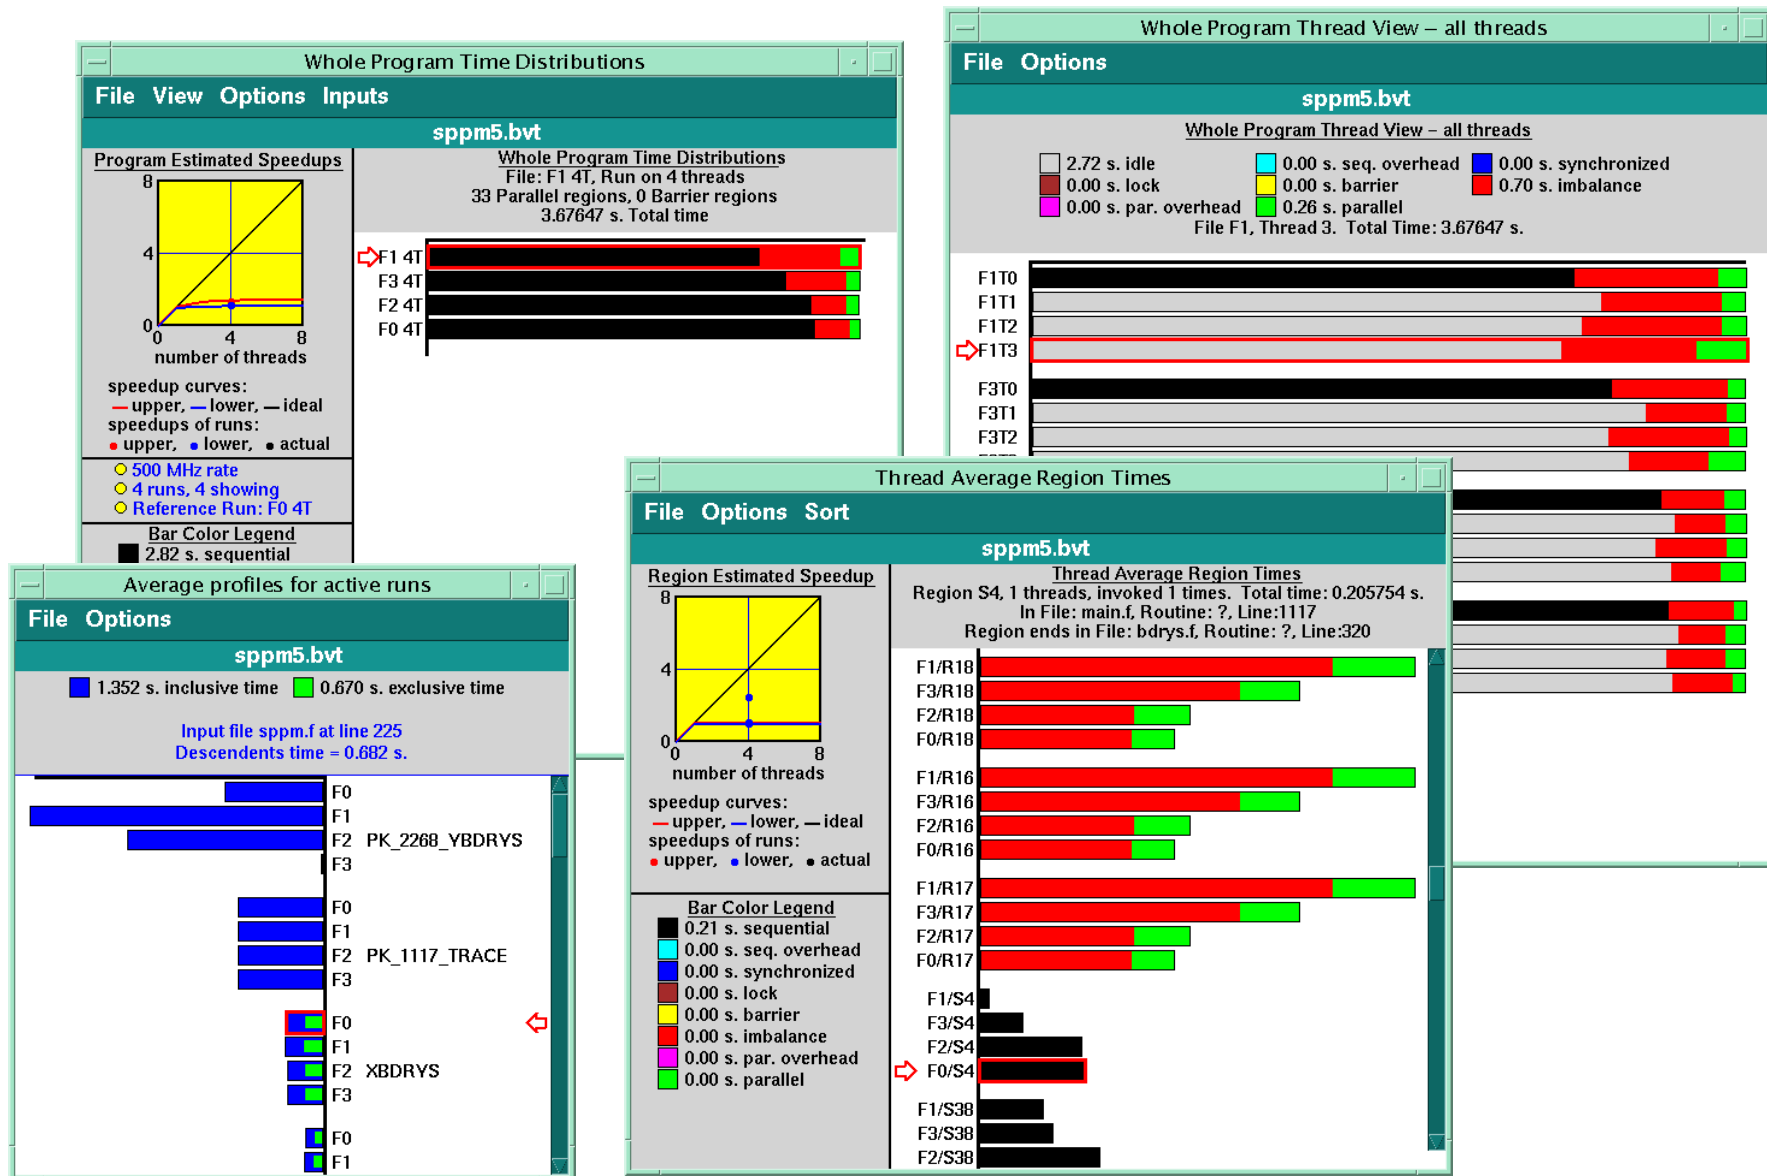 Whole Program Time Distributions
File View Options Inputs
sppm5.bvt
Program Estimated Speedups
8
4
0
0 4 8
number of threads
speedup curves:
upper, lower, ideal
speedups of runs:
upper, lower, actual
500 MHz rate
4 runs, 4 showing
Reference Run: F0 4T
Bar Color Legend
2.82 s. sequential
Whole Program Time Distributions
File: F1 4T, Run on 4 threads
33 Parallel regions, 0 Barrier regions
3.67647 s. Total time
F1 4T
F3 4T
F2 4T
F0 4T
Whole Program Thread View – all threads
File Options
sppm5.bvt
Whole Program Thread View – all threads
2.72 s. idle 0.00 s. seq. overhead 0.00 s. synchronized
0.00 s. lock 0.00 s. barrier 0.70 s. imbalance
0.00 s. par. overhead 0.26 s. parallel
File F1, Thread 3. Total Time: 3.67647 s.
F1T0
F1T1
F1T2
F1T3
F3T0
F3T1
F3T2
Average profiles for active runs
File Options
sppm5.bvt
1.352 s. inclusive time 0.670 s. exclusive time
Input file sppm.f at line 225
Descendents time = 0.682 s.
F0
F1
F2 PK_2268_YBDRYS
F3
F0
F1
F2 PK_1117_TRACE
F3
F0
F1
F2 XBDRYS
F3
F0
F1
Thread Average Region Times
File Options Sort
sppm5.bvt
Region Estimated Speedup
8
4
0
0 4 8
number of threads
speedup curves:
upper, lower, ideal
speedups of runs:
upper, lower, actual
Bar Color Legend
0.21 s. sequential
0.00 s. seq. overhead
0.00 s. synchronized
0.00 s. lock
0.00 s. barrier
0.00 s. imbalance
0.00 s. par. overhead
0.00 s. parallel
Thread Average Region Times
Region S4, 1 threads, invoked 1 times. Total time: 0.205754 s.
In File: main.f, Routine: ?, Line:1117
Region ends in File: bdrys.f, Routine: ?, Line:320
F1/R18
F3/R18
F2/R18
F0/R18
F1/R16
F3/R16
F2/R16
F0/R16
F1/R17
F3/R17
F2/R17
F0/R17
F1/S4
F3/S4
F2/S4
F0/S4
F1/S38
F3/S38
F2/S38